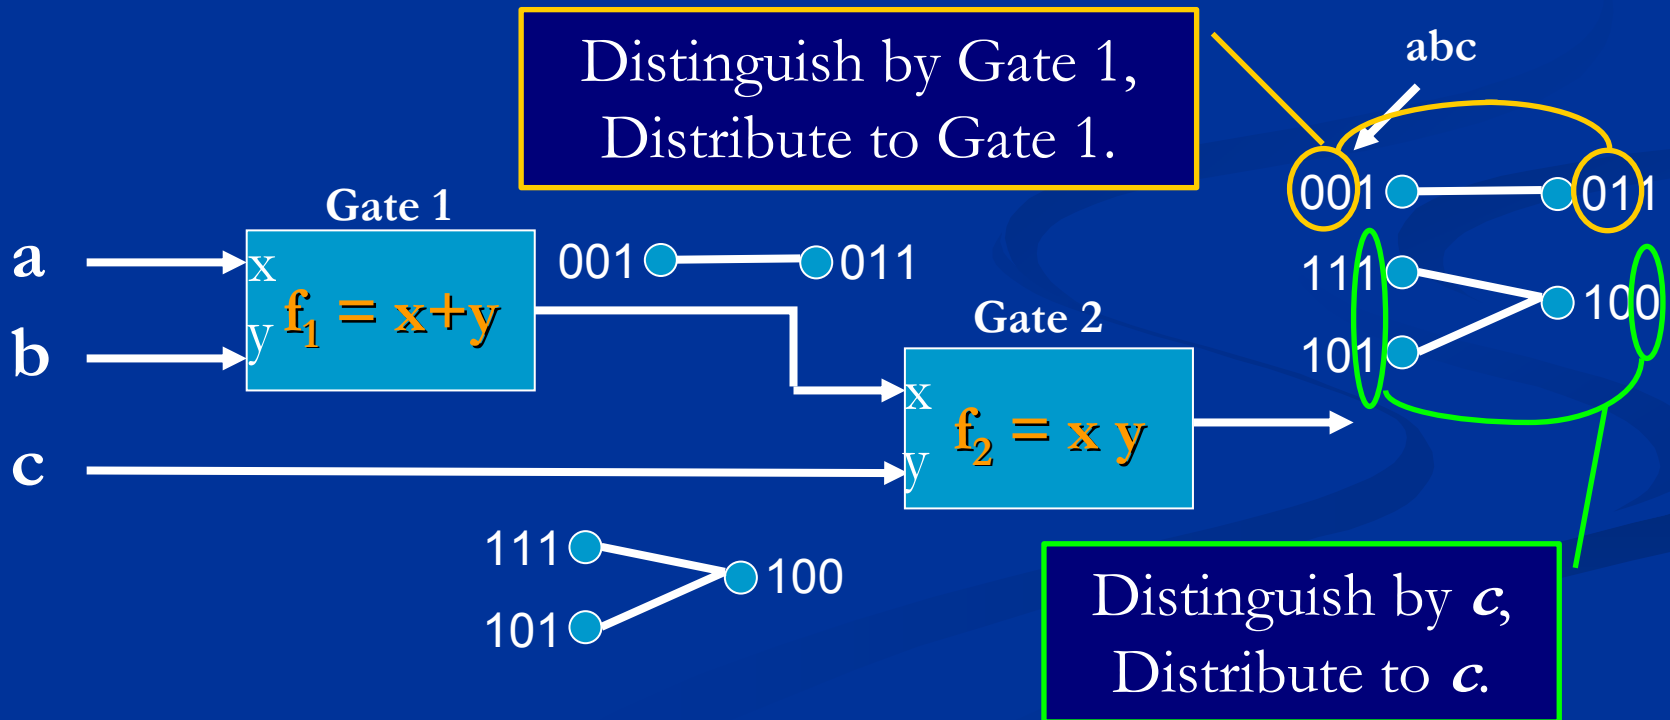 Distinguish by Gate 1,
Distribute to Gate 1.
abc
001 011
111
100
101
Gate 1
a
x
f1 = x+y
y
b
001 011
Gate 2
x
f2 = x y
y
c
111
100
101
Distinguish by c,
Distribute to c.